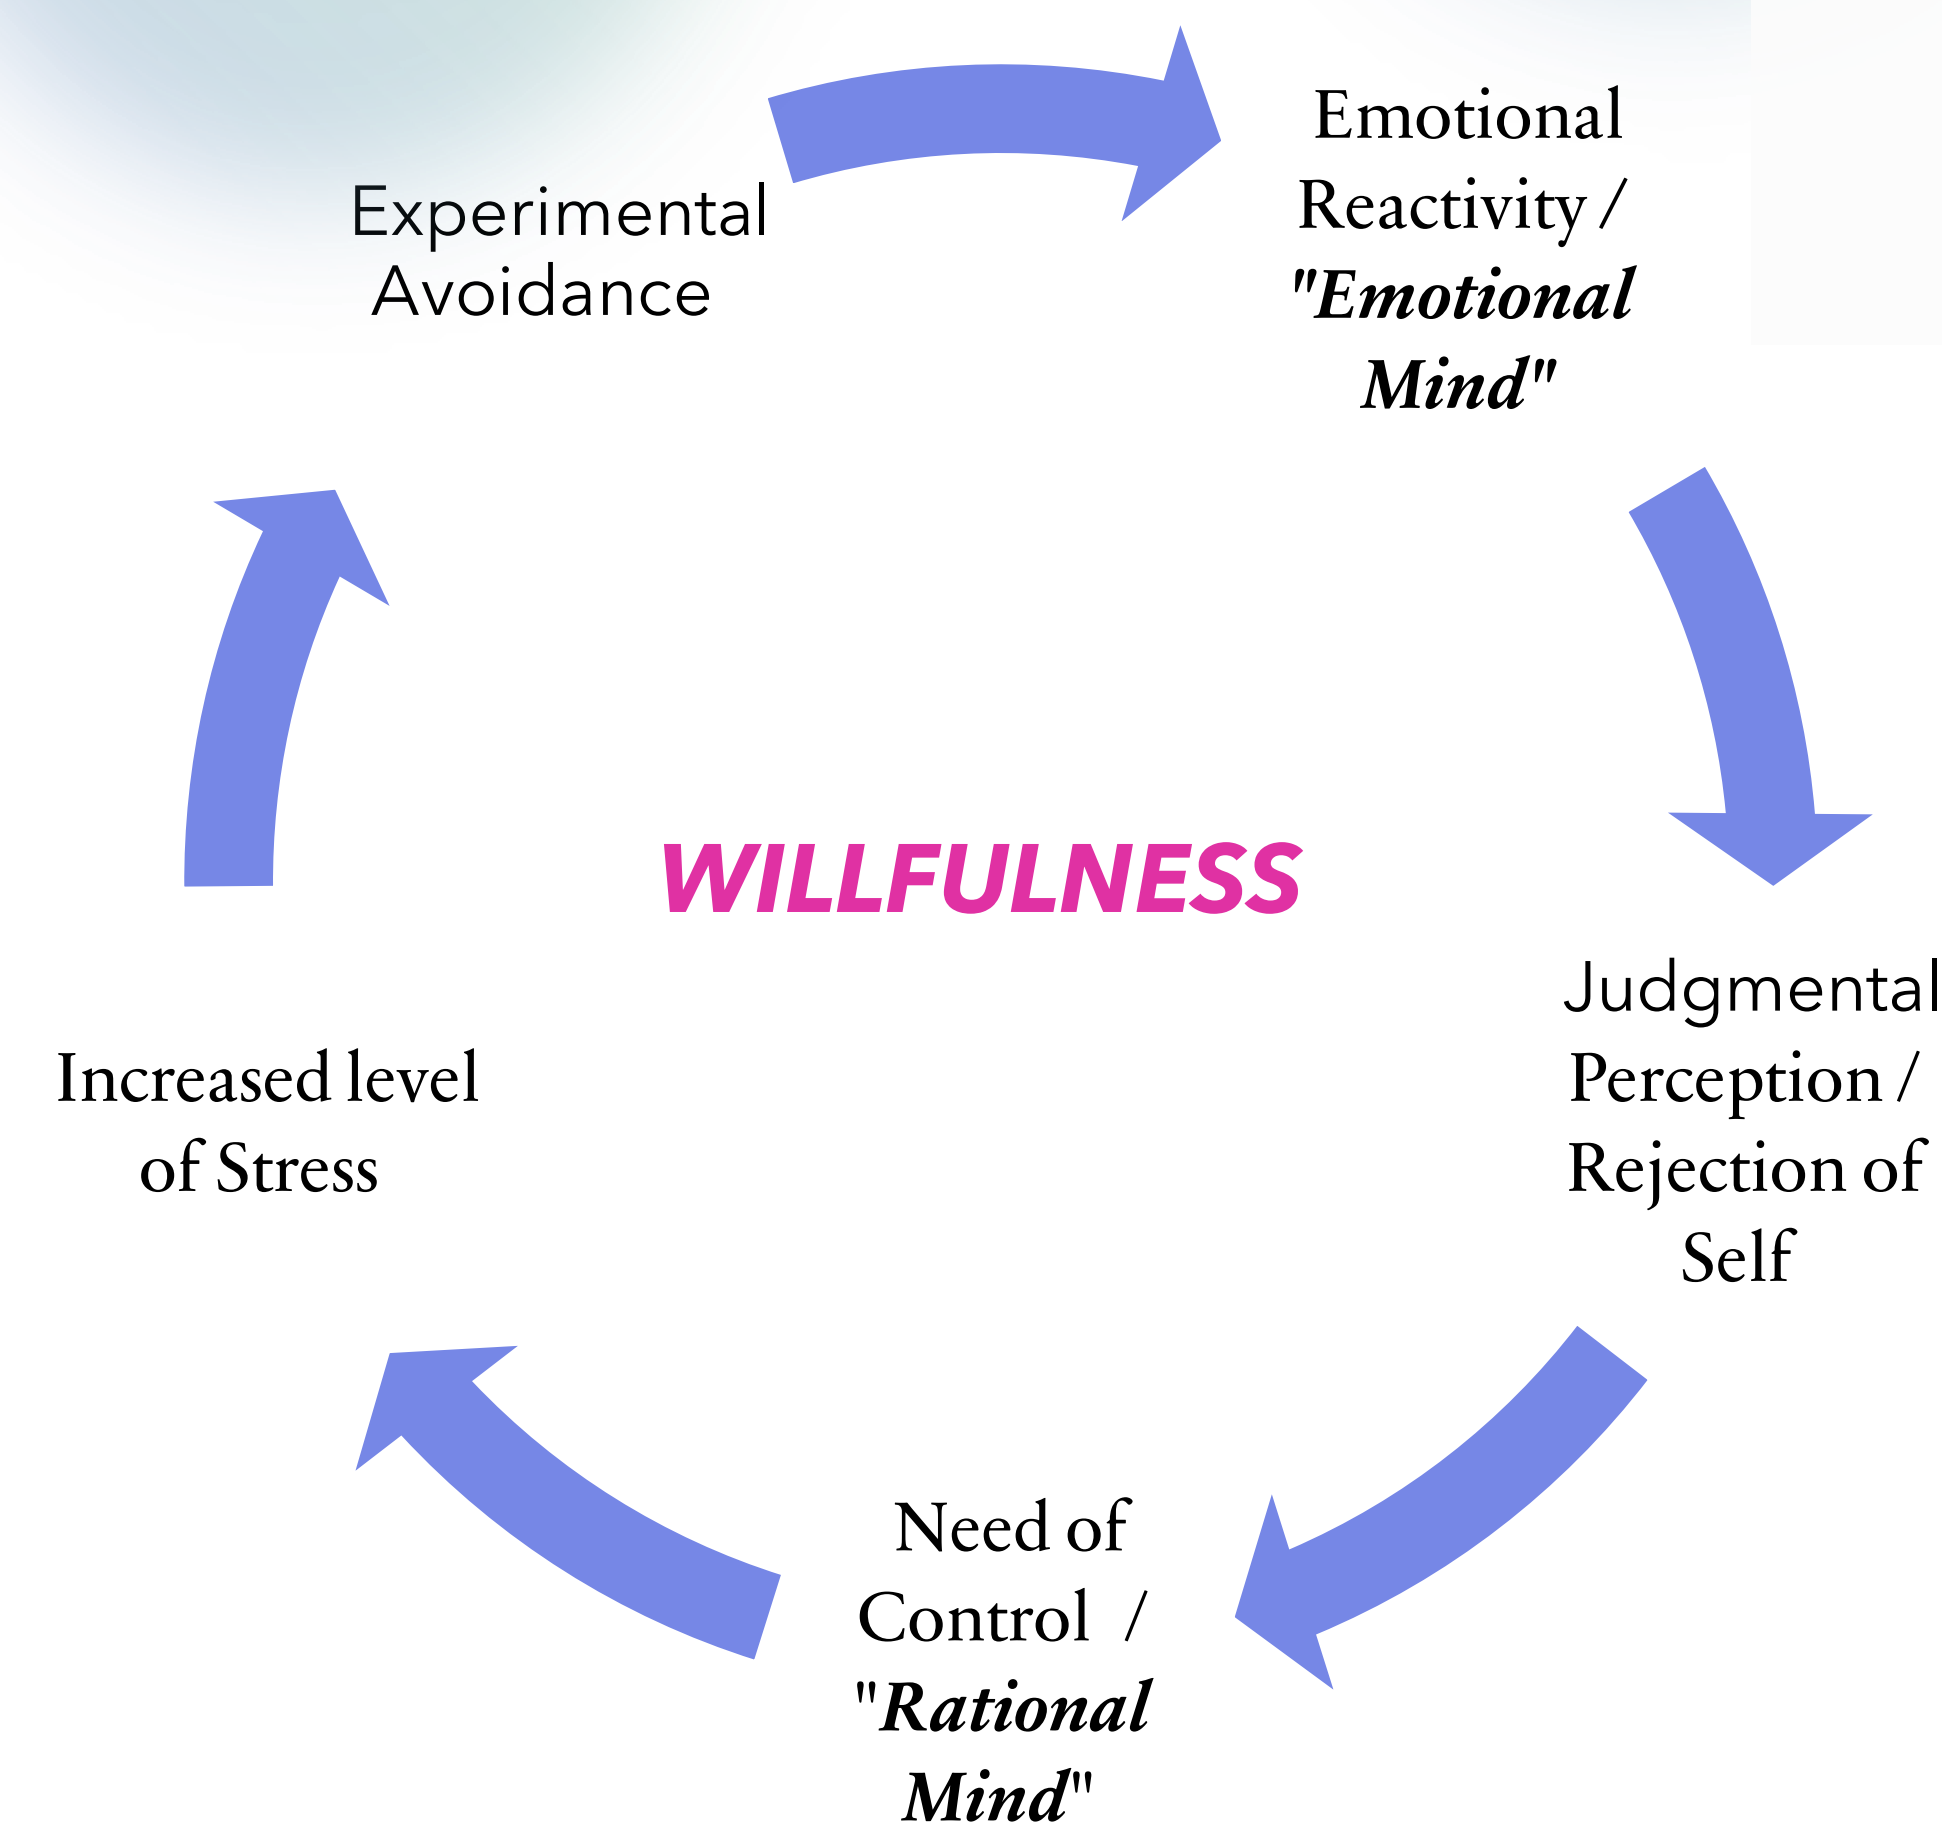 Experimental
Avoidance
Emotional
Reactivity /
"Emotional
Mind"
WILLFULNESS
Judgmental
Perception /
Rejection of
Self
Increased level
of Stress
Need of
Control /
"Rational
Mind"